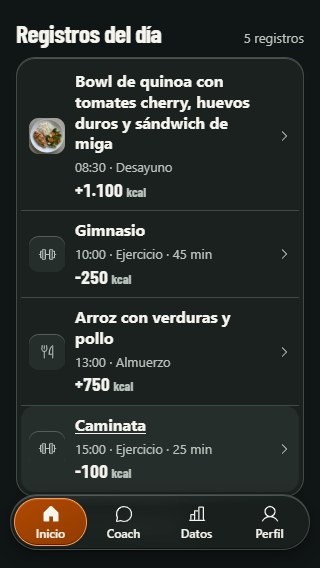 Registros del día
5 registros
Bowl de quinoa con
tomates cherry, huevos
duros y sándwich de
miga
08:30 · Desayuno
+1.100 kcal
Gimnasio
10:00 · Ejercicio · 45 min
-250 kcal
Arroz con verduras y
pollo
13:00 · Almuerzo
+750 kcal
Caminata
15:00 · Ejercicio · 25 min
-100 kcal
Inicio
Coach
Datos
Perfil